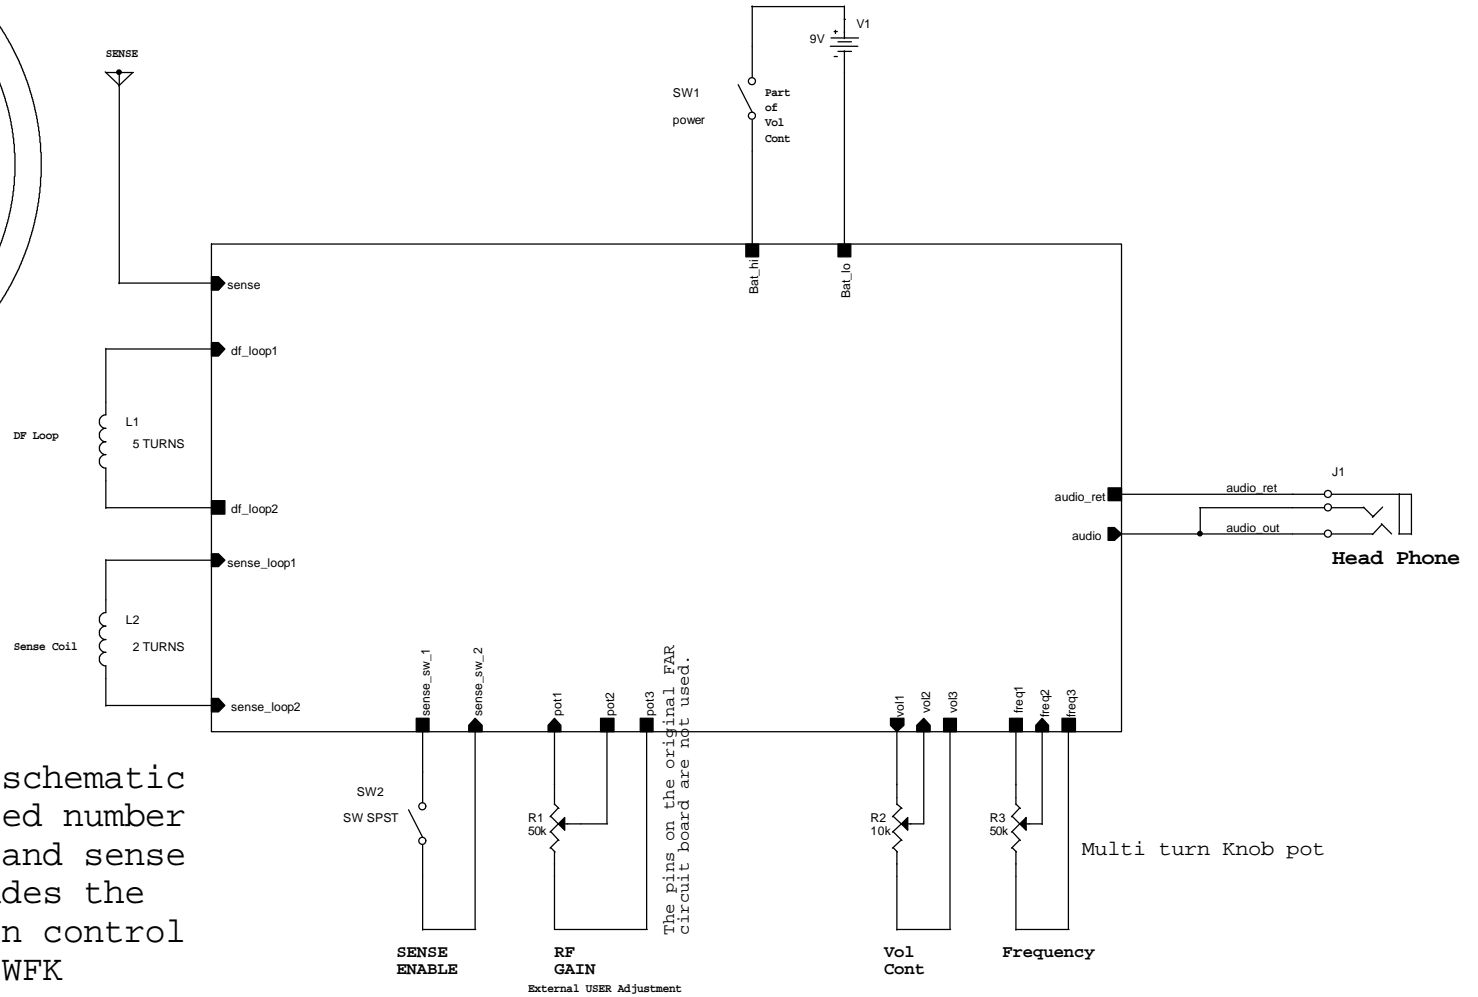 V1
9V
+
-
SENSE
SW1
power
Part
of
Vol
Cont
Bat_hi
Bat_lo
sense
df_loop1
L1
5 TURNS
DF Loop
df_loop2
sense_loop1
L2
2 TURNS
Sense Coil
sense_loop2
J1
audio_ret
audio_ret
audio
audio_out
Head Phone
sense_sw_1
sense_sw_2
pot1
pot2
pot3
The pins on the original FAR
circuit board are not used.
vol1
vol2
vol3
freq1
freq2
freq3
SW2
SW SPST
R1
50k
R2
10k
R3
50k
Multi turn Knob pot
schematic
ed number
and sense
des the
n control
WFK
SENSE
ENABLE
RF
GAIN
External USER Adjustment
Vol
Cont
Frequency